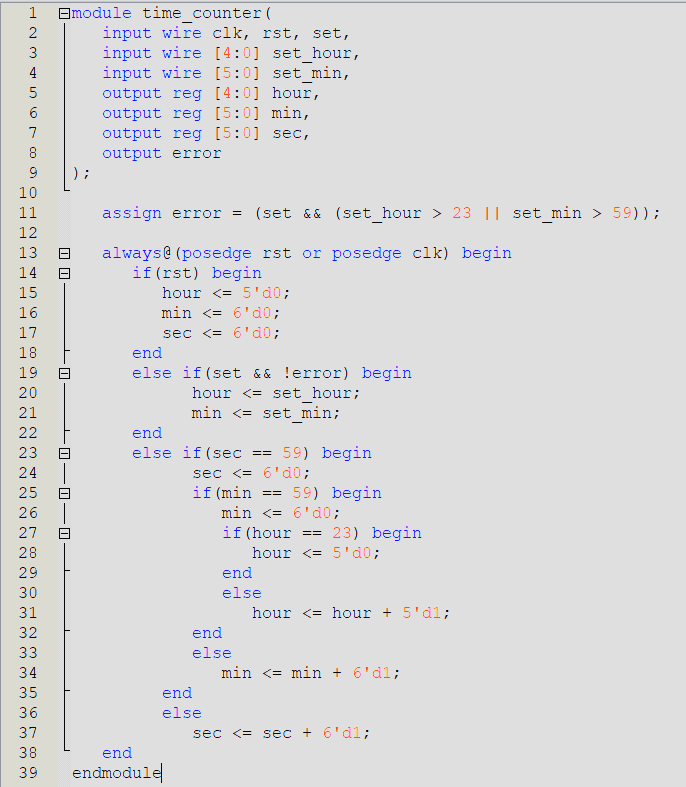 1 module time_counter(
2 input wire clk, rst, set,
3 input wire [4:0] set_hour,
4 input wire [5:0] set_min,
5 output reg [4:0] hour,
6 output reg [5:0] min,
7 output reg [5:0] sec,
8 output error
9 );
10
11 assign error = (set && (set_hour > 23 || set_min > 59));
12
13 always@(posedge rst or posedge clk) begin
14 if(rst) begin
15 hour <= 5'd0;
16 min <= 6'd0;
17 sec <= 6'd0;
18 end
19 else if(set && !error) begin
20 hour <= set_hour;
21 min <= set_min;
22 end
23 else if(sec == 59) begin
24 sec <= 6'd0;
25 if(min == 59) begin
26 min <= 6'd0;
27 if(hour == 23) begin
28 hour <= 5'd0;
29 end
30 else
31 hour <= hour + 5'd1;
32 end
33 else
34 min <= min + 6'd1;
35 end
36 else
37 sec <= sec + 6'd1;
38 end
39 endmodule